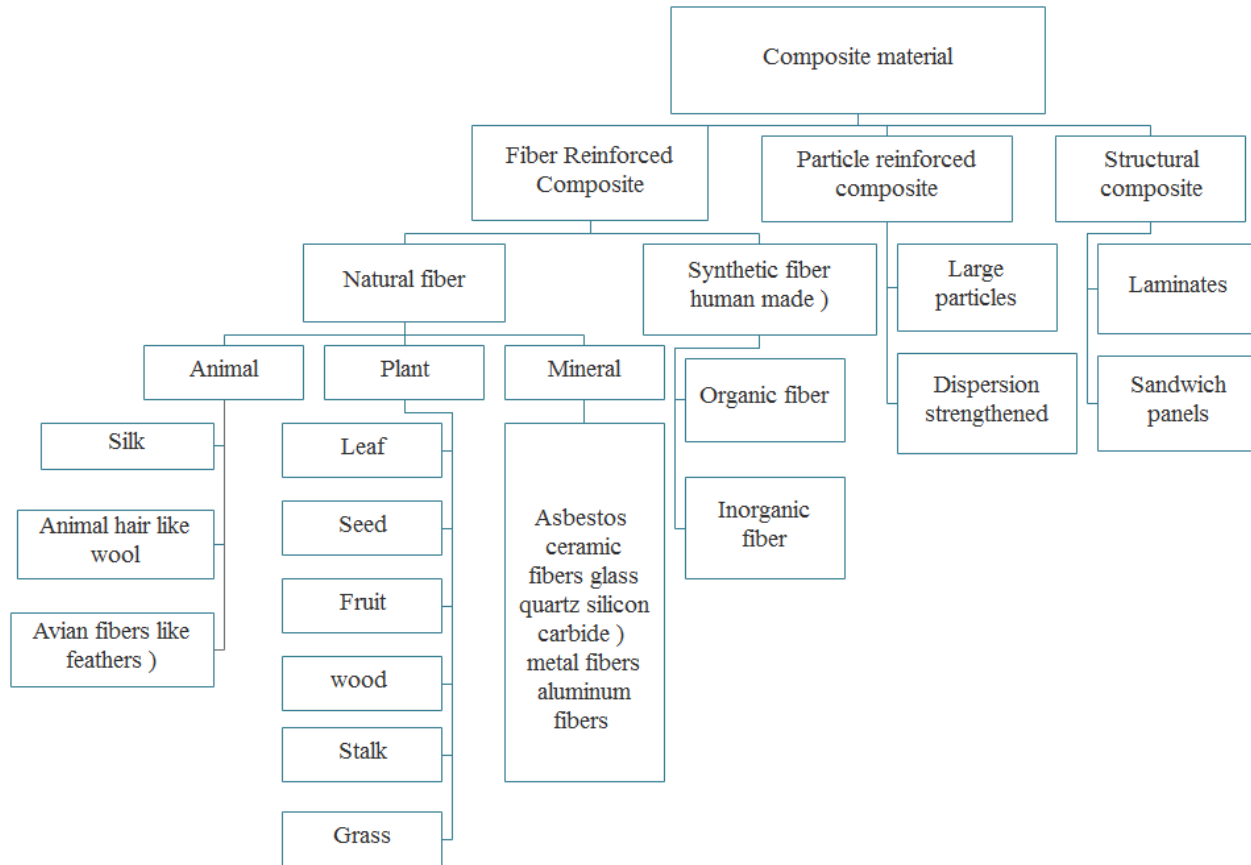 Composite material
Fiber Reinforced
Composite
Particle reinforced
composite
Structural
composite
Natural fiber
Synthetic fiber
human made )
Large
particles
Laminates
Animal
Plant
Mineral
Organic fiber
Dispersion
strengthened
Sandwich
panels
Silk
Animal hair like
wool
Avian fibers like
feathers )
Leaf
Seed
Fruit
wood
Stalk
Grass
Asbestos
ceramic
fibers glass
quartz silicon
carbide )
metal fibers
aluminum
fibers
Inorganic
fiber